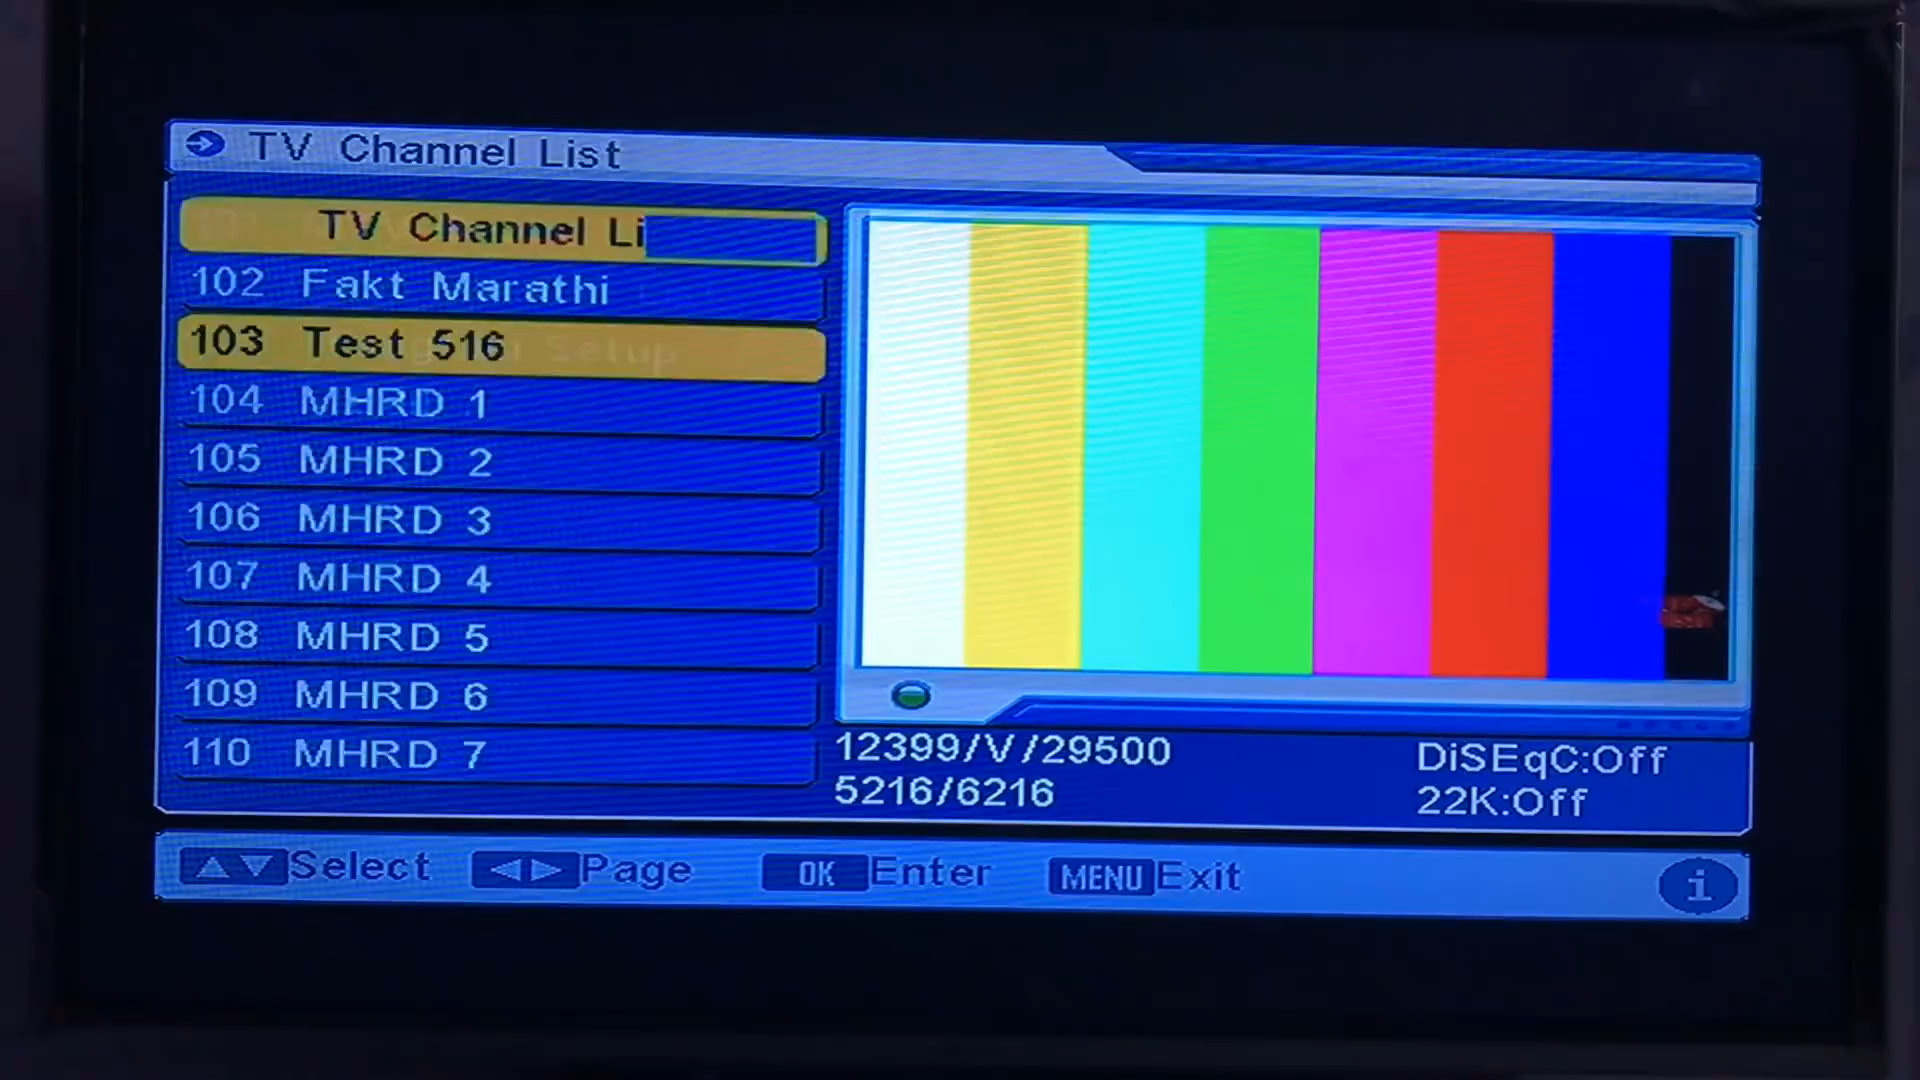 TV Channel List
TV Channel Li
102 Fakt Marathi
103 Test 516
104 MHRD 1
105 MHRD 2
106 MHRD 3
107 MHRD 4
108 MHRD 5
109 MHRD 6
110 MHRD 7
12399/V/29500
5216/6216
DiSEqC:Off
22K:Off
Select Page OK Enter MENU Exit i